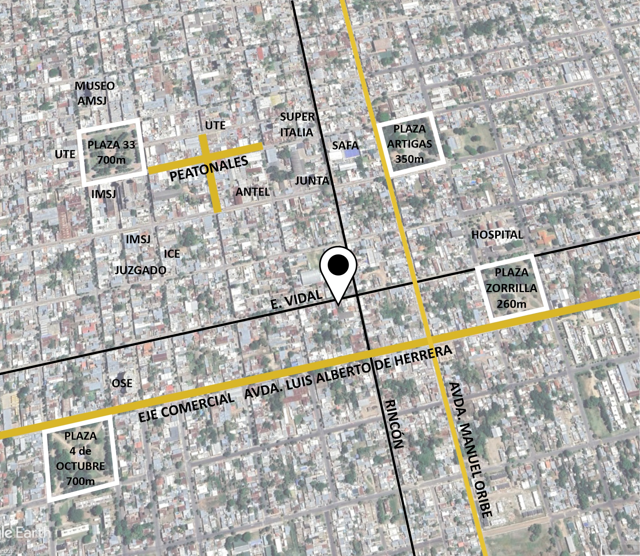 MUSEO
AMSJ
UTE
SUPER
ITALIA
PLAZA
ARTIGAS
350m
PLAZA 33
700m
UTE
SAFA
PEATONALES
JUNTA
IMSJ
ANTEL
IMSJ
ICE
JUZGADO
HOSPITAL
PLAZA
ZORRILLA
260m
E. VIDAL
OSE
EJE COMERCIAL AVDA. LUIS ALBERTO DE HERRERA
RINCÓN
AVDA. MANUEL ORIBE
PLAZA
4 de
OCTUBRE
700m
le Earth